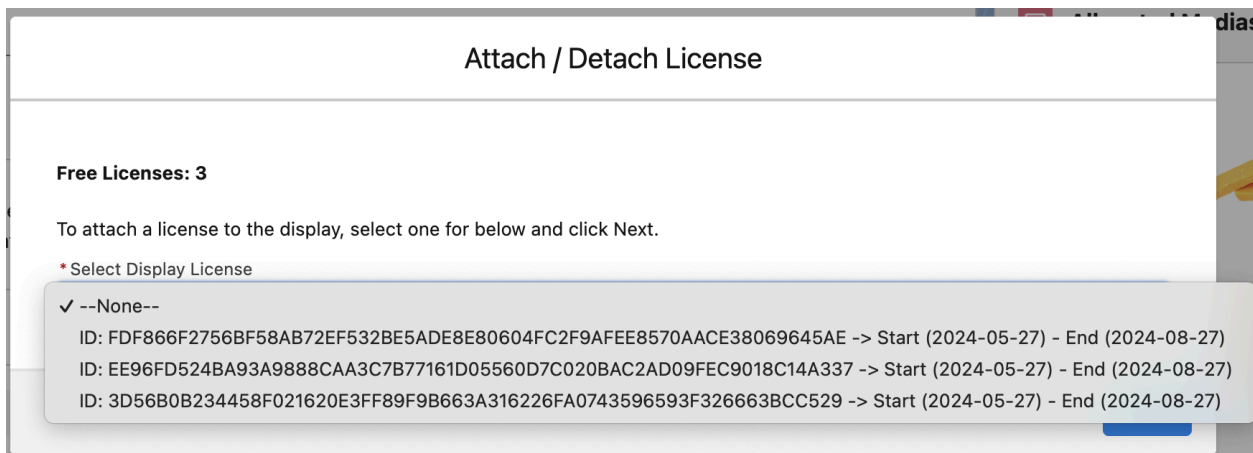 Attach / Detach License
Free Licenses: 3
To attach a license to the display, select one for below and click Next.
* Select Display License
✓ --None--
ID: FDF866F2756BF58AB72EF532BE5ADE8E80604FC2F9AFEE8570AACE38069645AE -> Start (2024-05-27) - End (2024-08-27)
ID: EE96FD524BA93A9888CAA3C7B77161D05560D7C020BAC2AD09FEC9018C14A337 -> Start (2024-05-27) - End (2024-08-27)
ID: 3D56B0B234458F021620E3FF89F9B663A316226FA0743596593F326663BCC529 -> Start (2024-05-27) - End (2024-08-27)